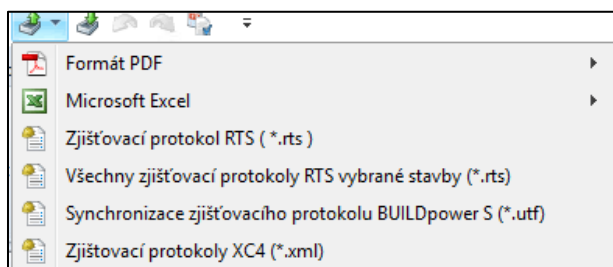 Formát PDF
Microsoft Excel
Zjišťovací protokol RTS ( *.rts )
Všechny zjišťovací protokoly RTS vybrané stavby (*.rts)
Synchronizace zjišťovacího protokolu BUILDpower S (*.utf)
Zjištovací protokoly XC4 (*.xml)